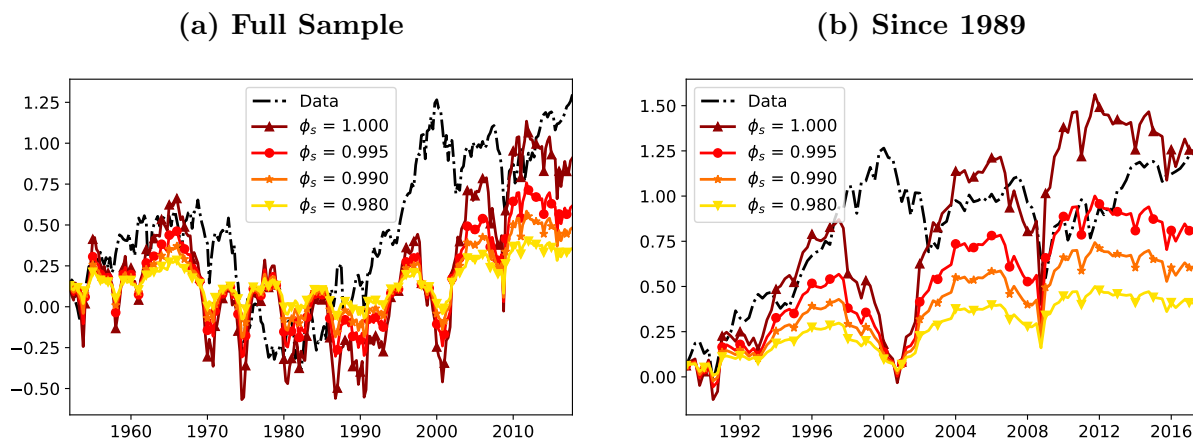 (a) Full Sample
1.25
1.00
0.75
0.50
0.25
0.00
−0.25
−0.50
1960
1970
1980
1990
2000
2010
Data
ϕs = 1.000
ϕs = 0.995
ϕs = 0.990
ϕs = 0.980
(b) Since 1989
1.50
1.25
1.00
0.75
0.50
0.25
0.00
1992
1996
2000
2004
2008
2012
2016
Data
ϕs = 1.000
ϕs = 0.995
ϕs = 0.990
ϕs = 0.980